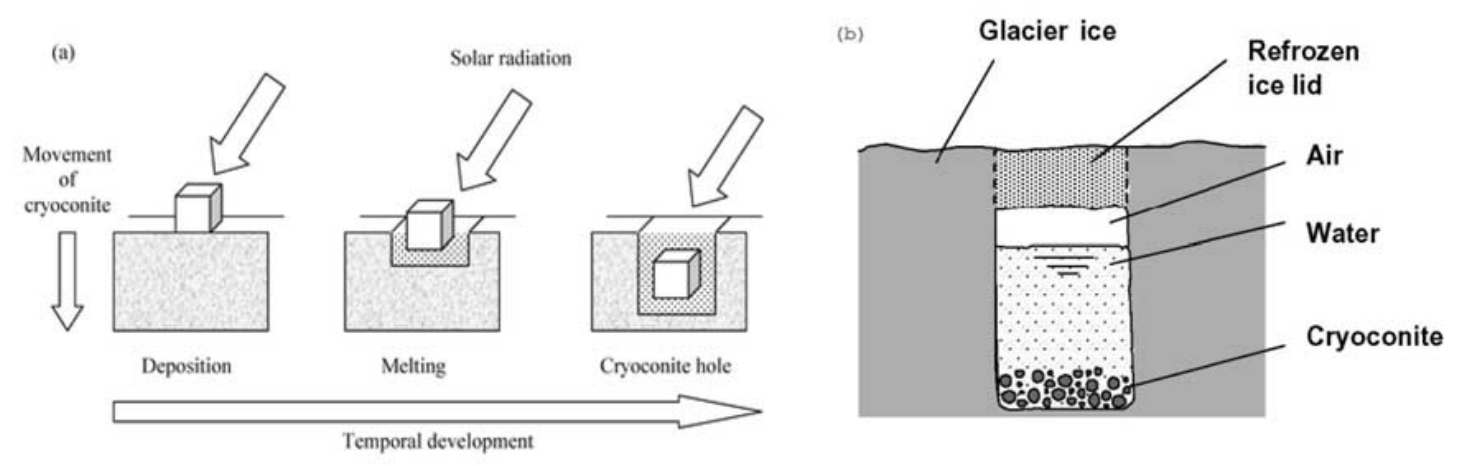 (a)
Solar radiation
Movement
of
cryoconite
Deposition
Melting
Cryoconite hole
Temporal development
(b)
Glacier ice
Refrozen
ice lid
Air
Water
Cryoconite